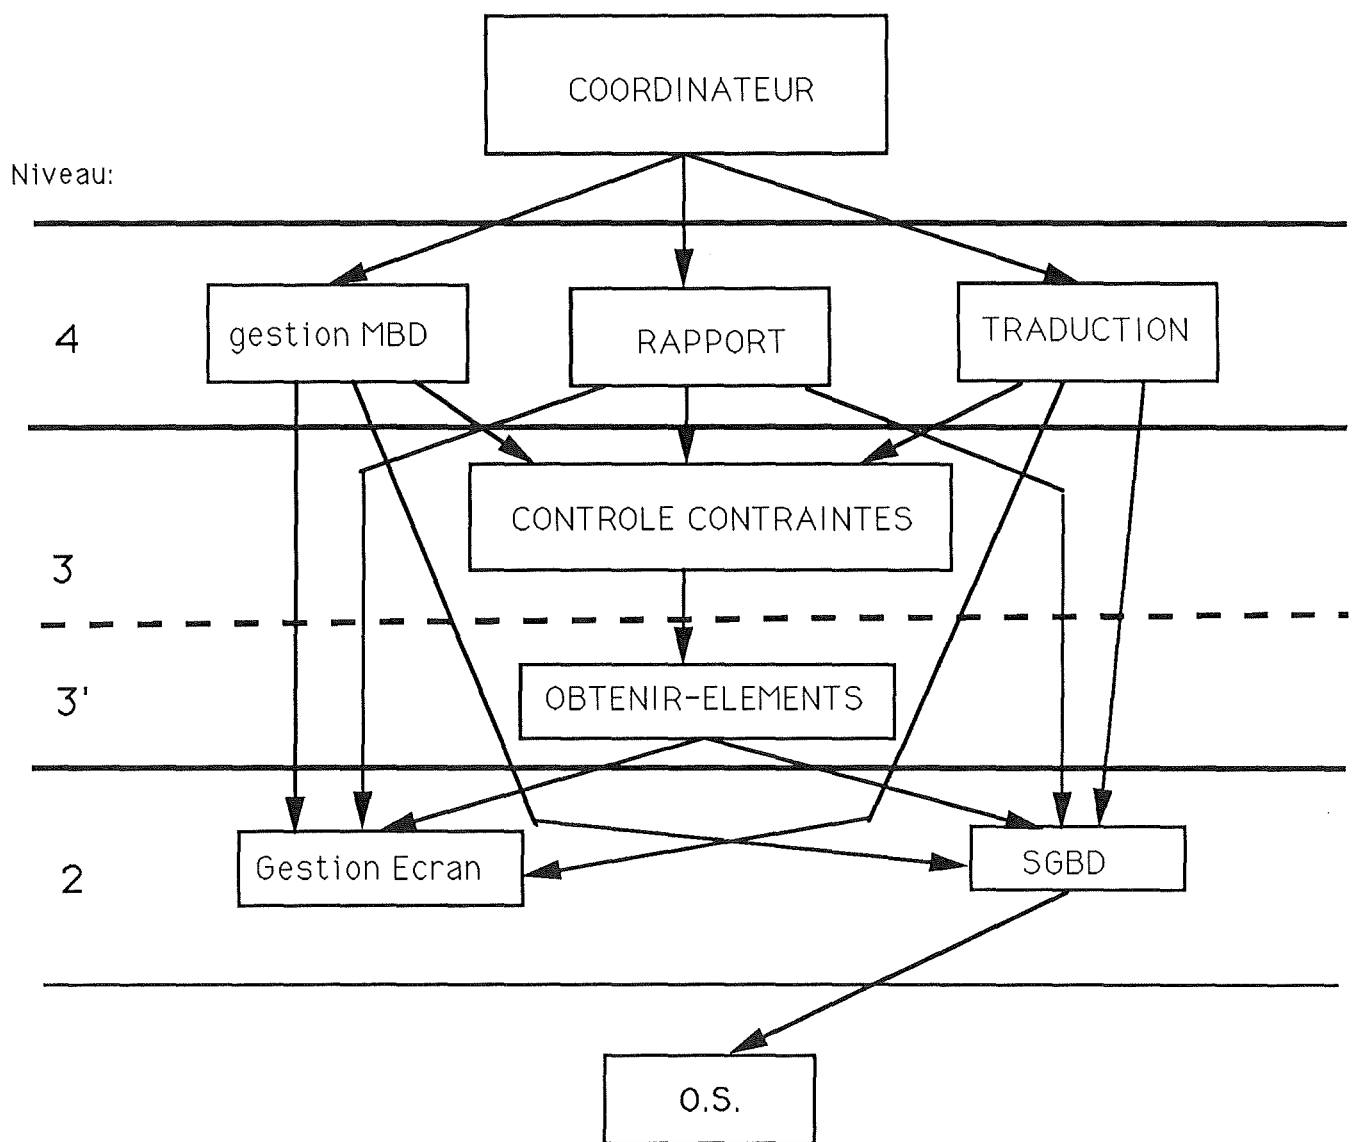 COORDINATEUR
Niveau:
4
gestion MBD
RAPPORT
TRADUCTION
CONTROLE CONTRAINTES
3
3'
OBTENIR-ELEMENTS
2
Gestion Ecran
SGBD
O.S.